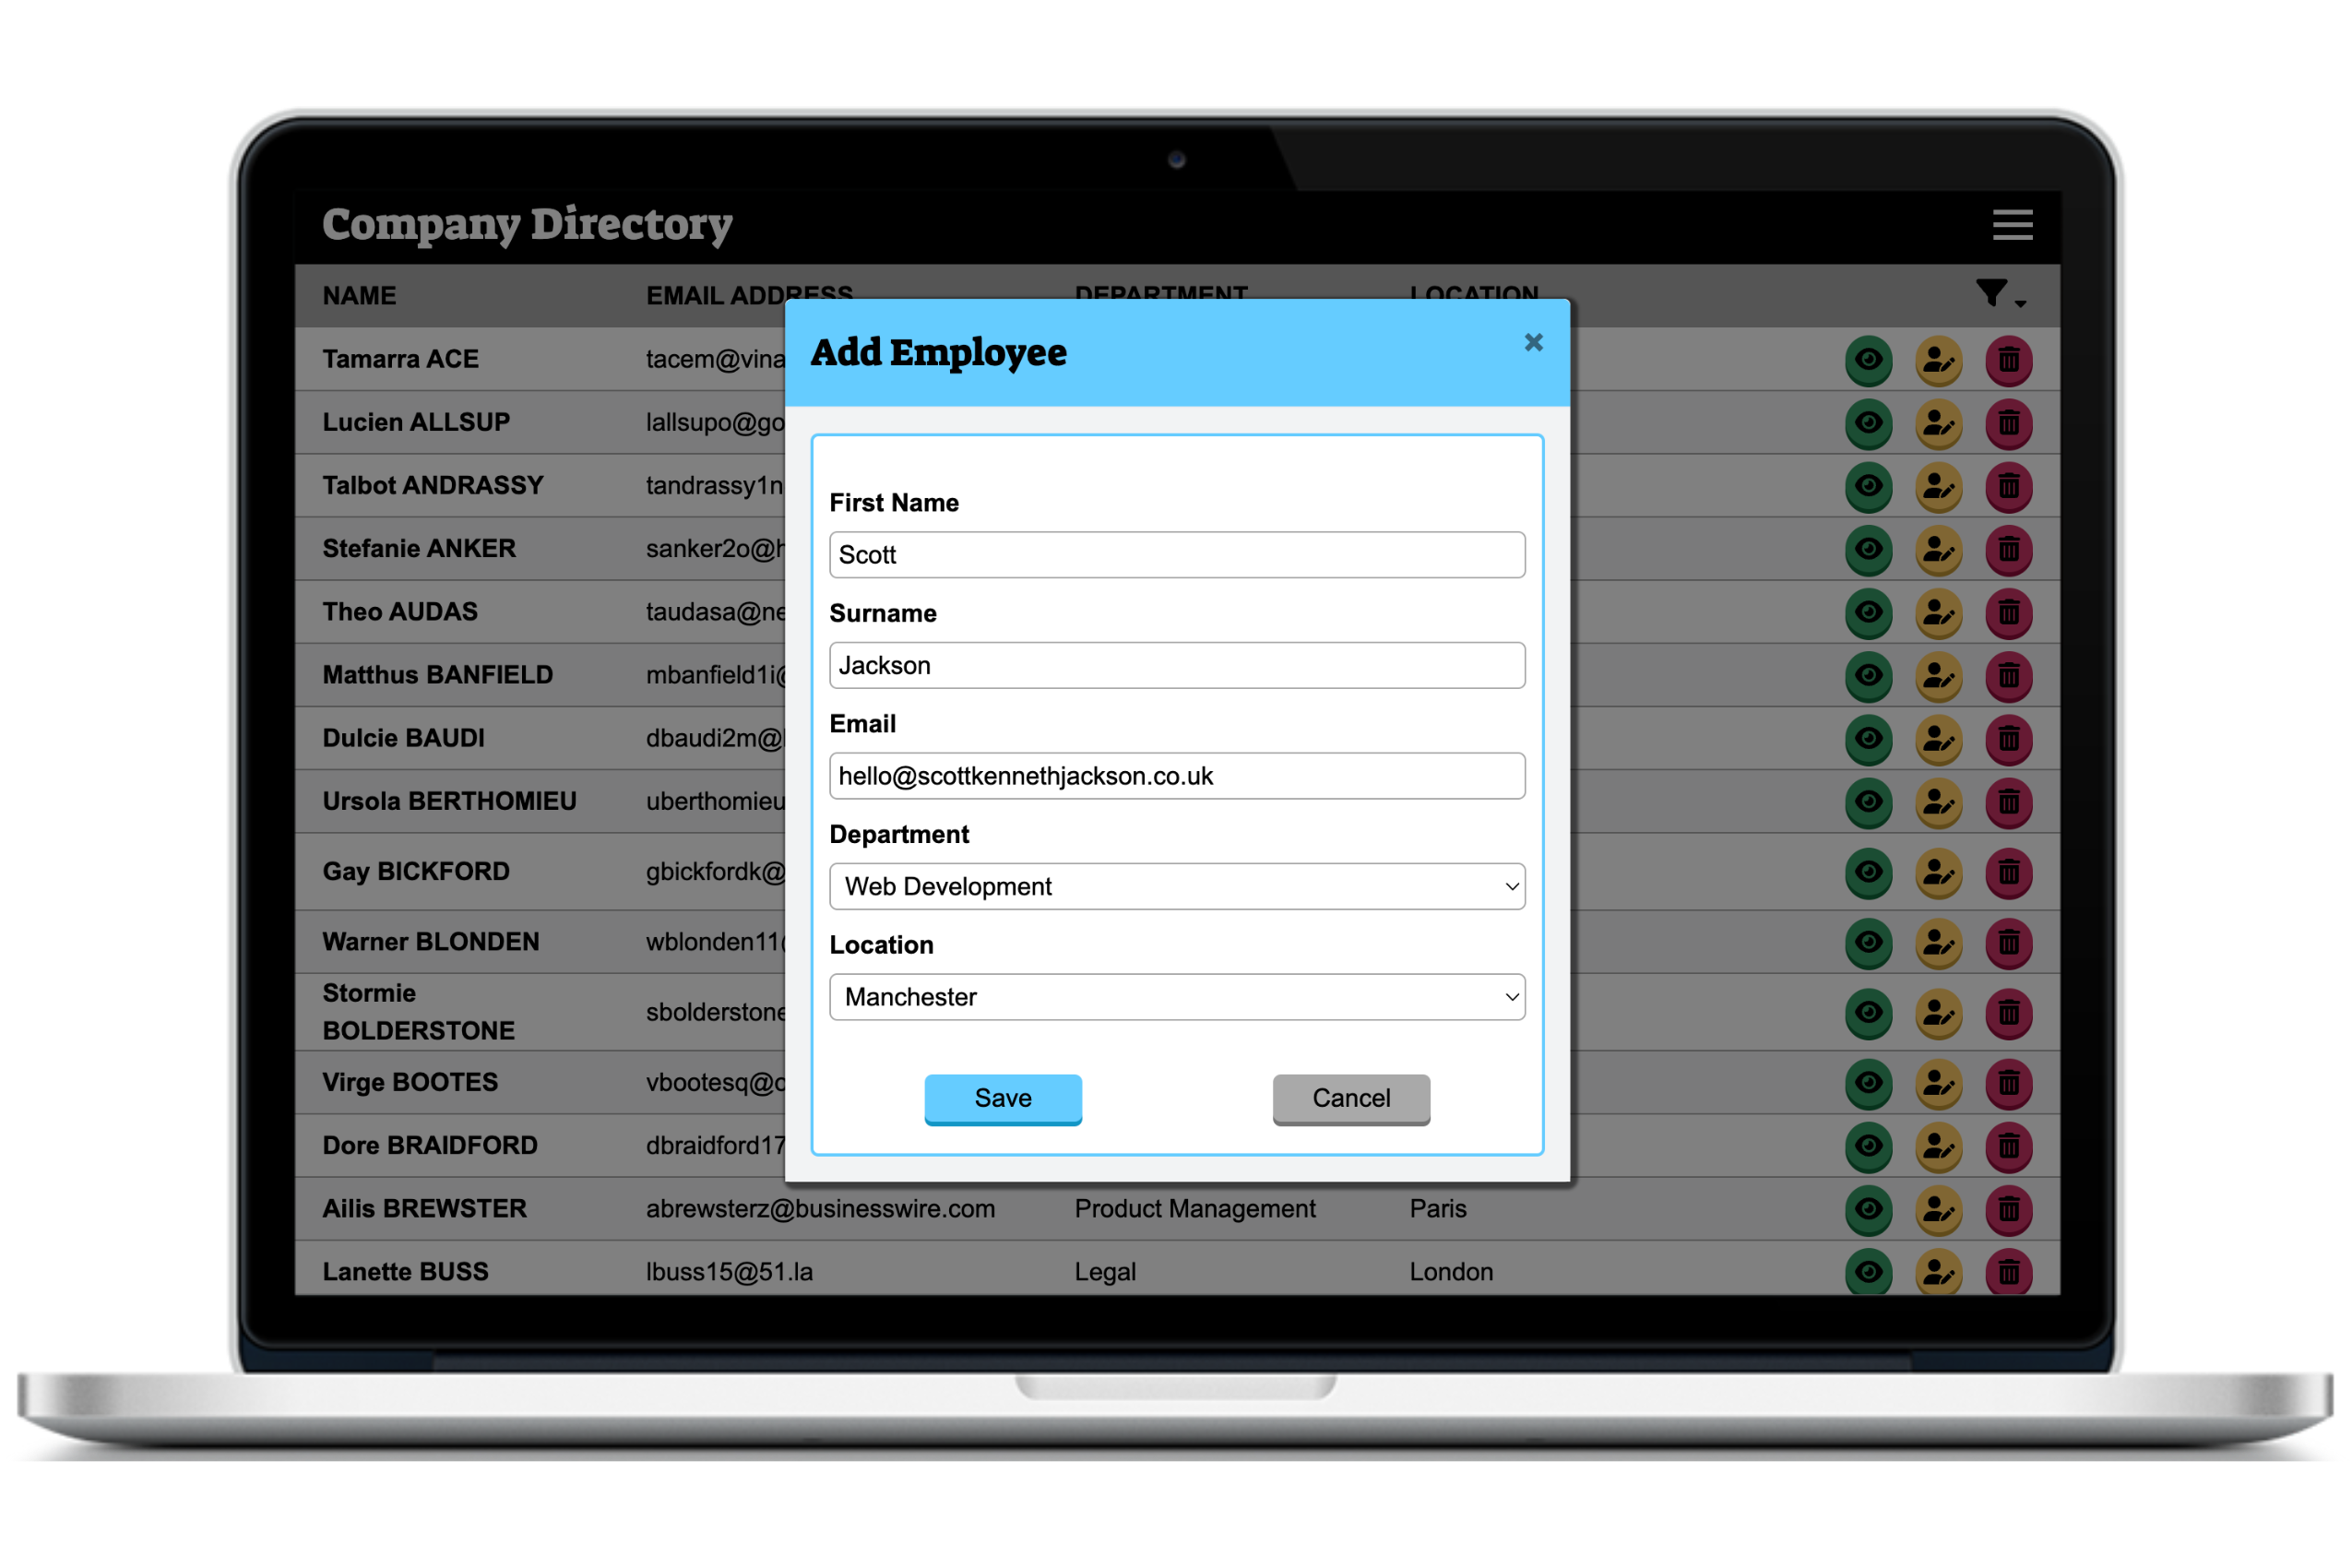 Company Directory
NAME EMAIL ADDRESS DEPARTMENT LOCATION
Add Employee
First Name
Scott
Surname
Jackson
Email
hello@scottkennethjackson.co.uk
Department
Web Development
Location
Manchester
Save Cancel
Tamarra ACE tacem@vina
Lucien ALLSUP lallsupo@go
Talbot ANDRASSY tandrassy1n
Stefanie ANKER sanker2o@h
Theo AUDAS taudasa@ne
Matthus BANFIELD mbanfield1i@
Dulcie BAUDI dbaudi2m@
Ursola BERTHOMIEU uberthomieu
Gay BICKFORD gbickfordk@
Warner BLONDEN wblonden11
Stormie
BOLDERSTONE sbolderstone
Virge BOOTES vbootesq@
Dore BRAIDFORD dbraidford17
Ailis BREWSTER abrewsterz@businesswire.com Product Management Paris
Lanette BUSS lbuss15@51.la Legal London